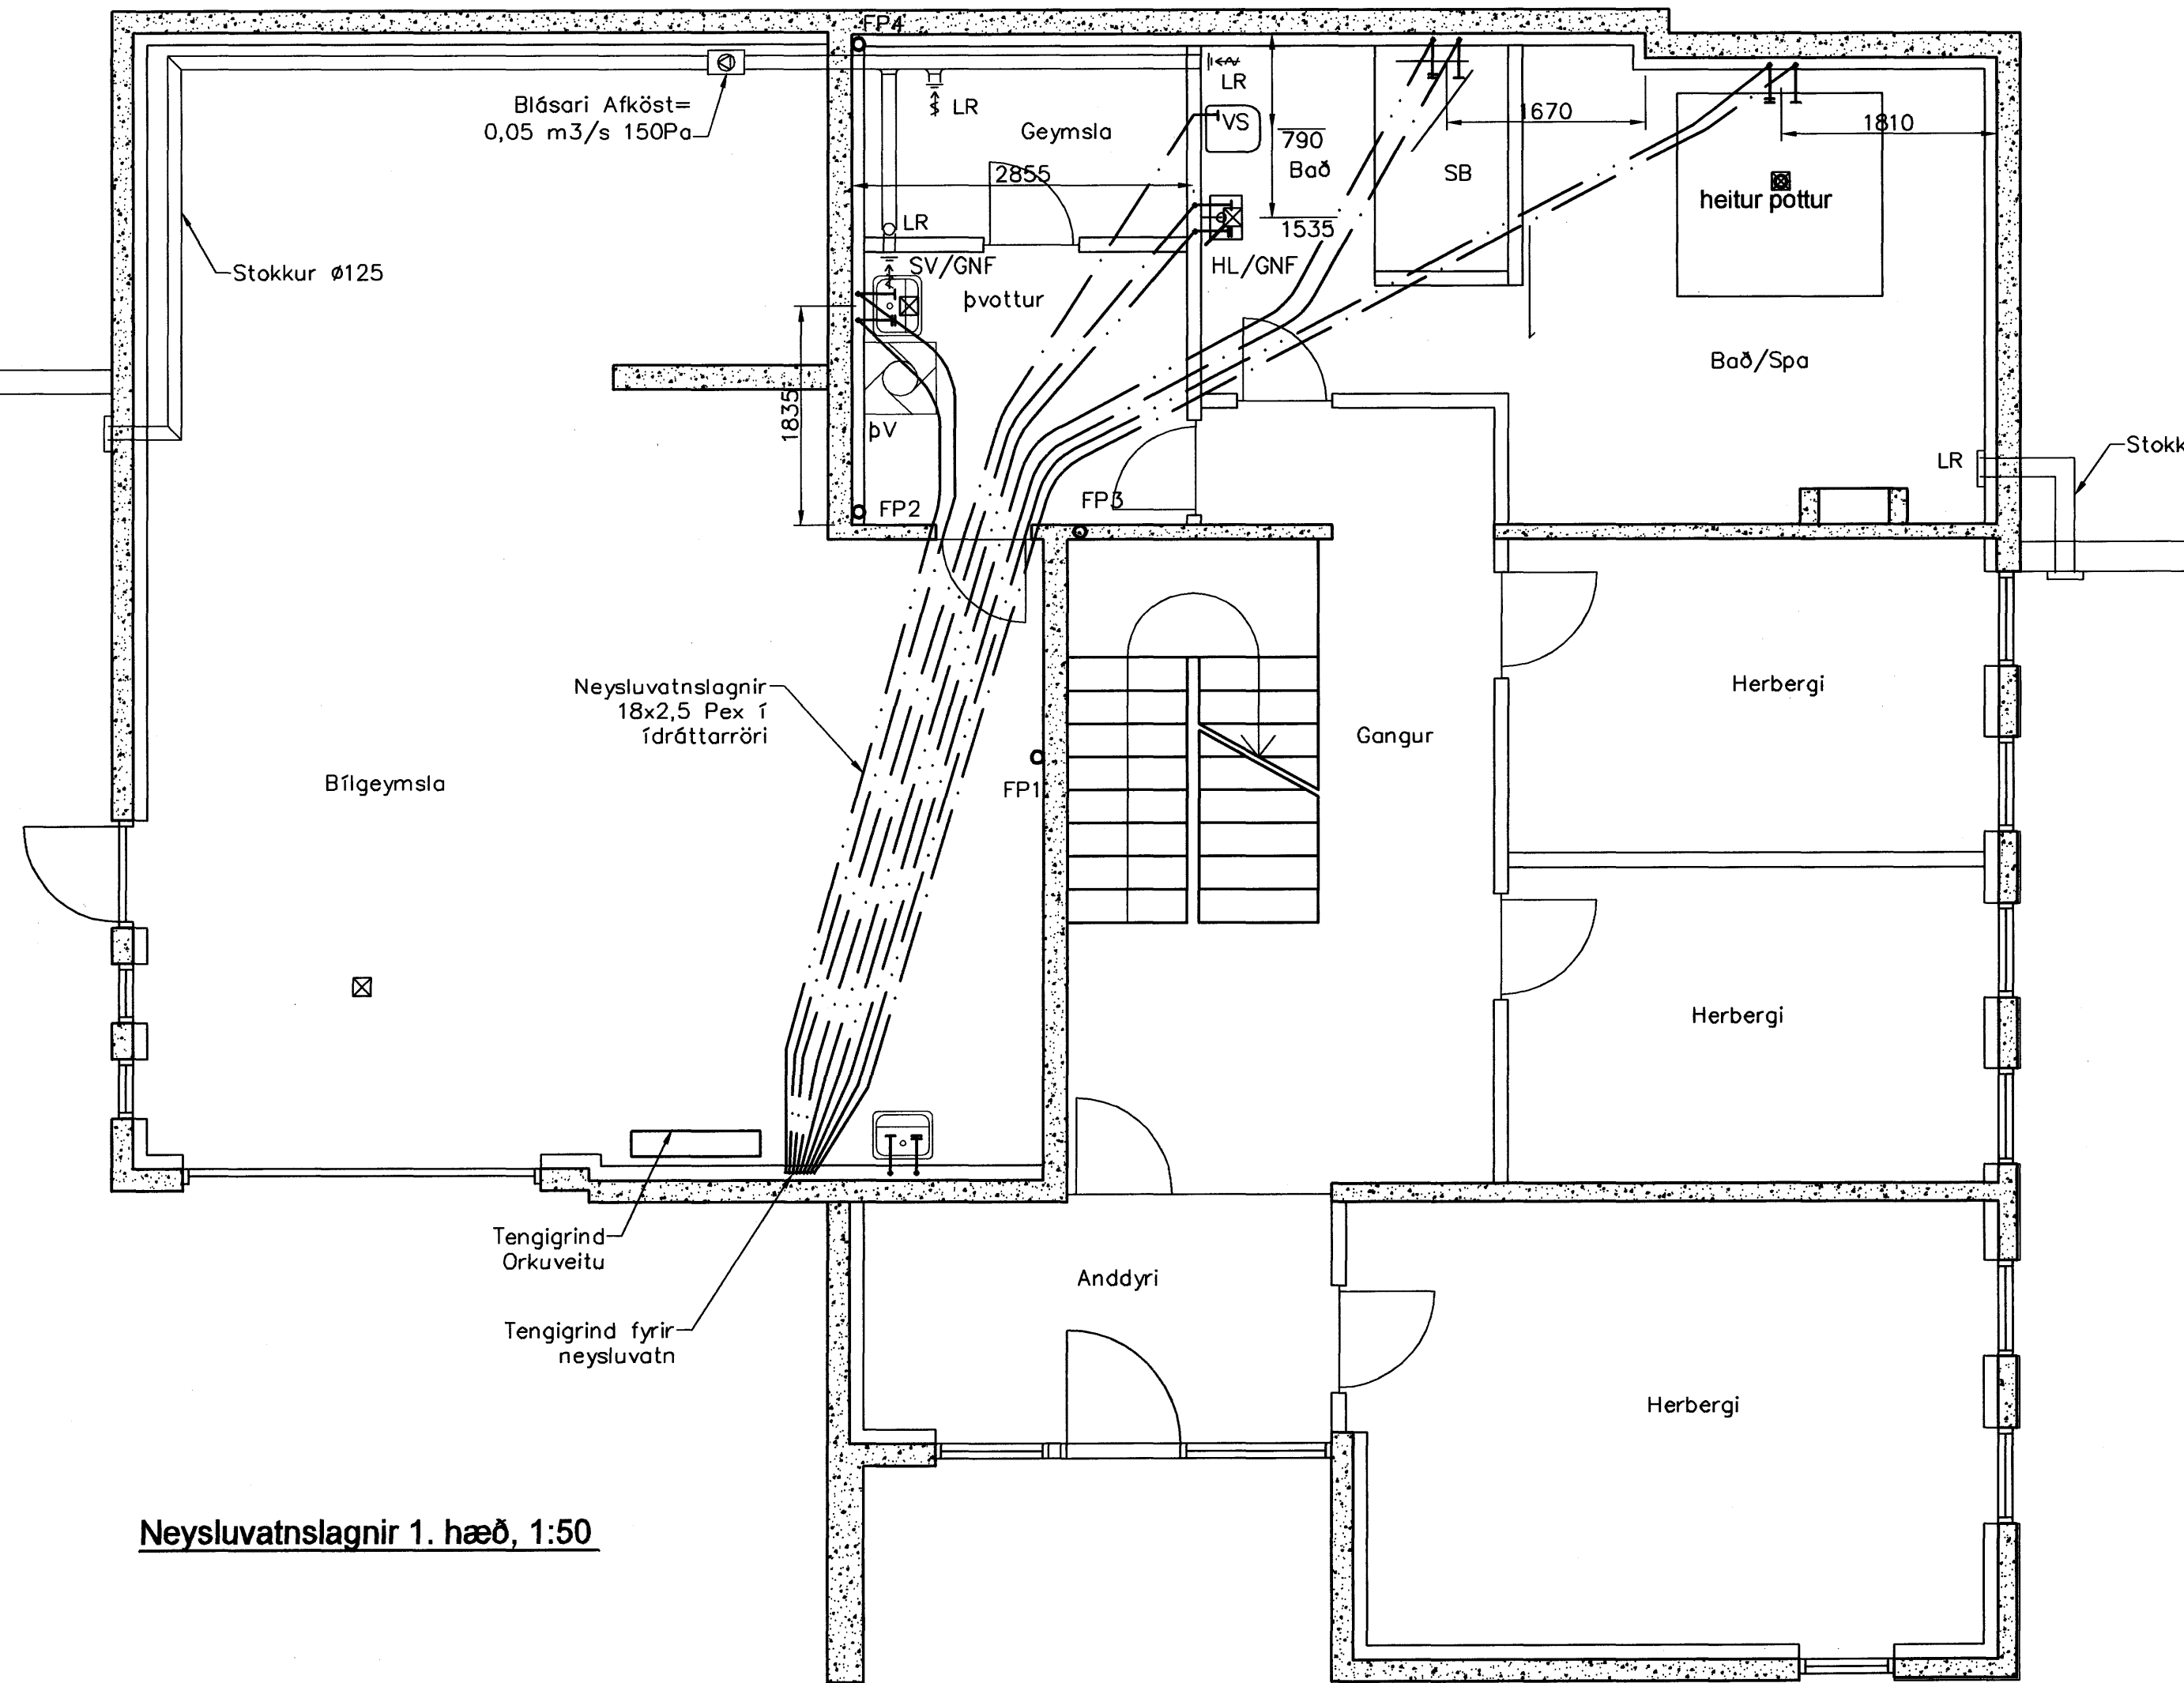 FP4
Blásari Afköst=
0,05 m3/s 150Pa
LR
Geymsla
LR
VS
790
Bað
1670
SB
1810
heitur pottur
2855
LR
1535
Stokkur ø125
SV/GNF
HL/GNF
þvottur
Bað/Spa
1835
þV
LR
Stokk
FP2
FP3
Neysluvatnslagnir
18x2,5 Pex í
ídráttarröri
Herbergi
Gangur
Bílgeymsla
FP1
Herbergi
Tengigrind
Orkuveitu
Anddyri
Tengigrind fyrir
neysluvatn
Herbergi
Neysluvatnslagnir 1. hæð, 1:50